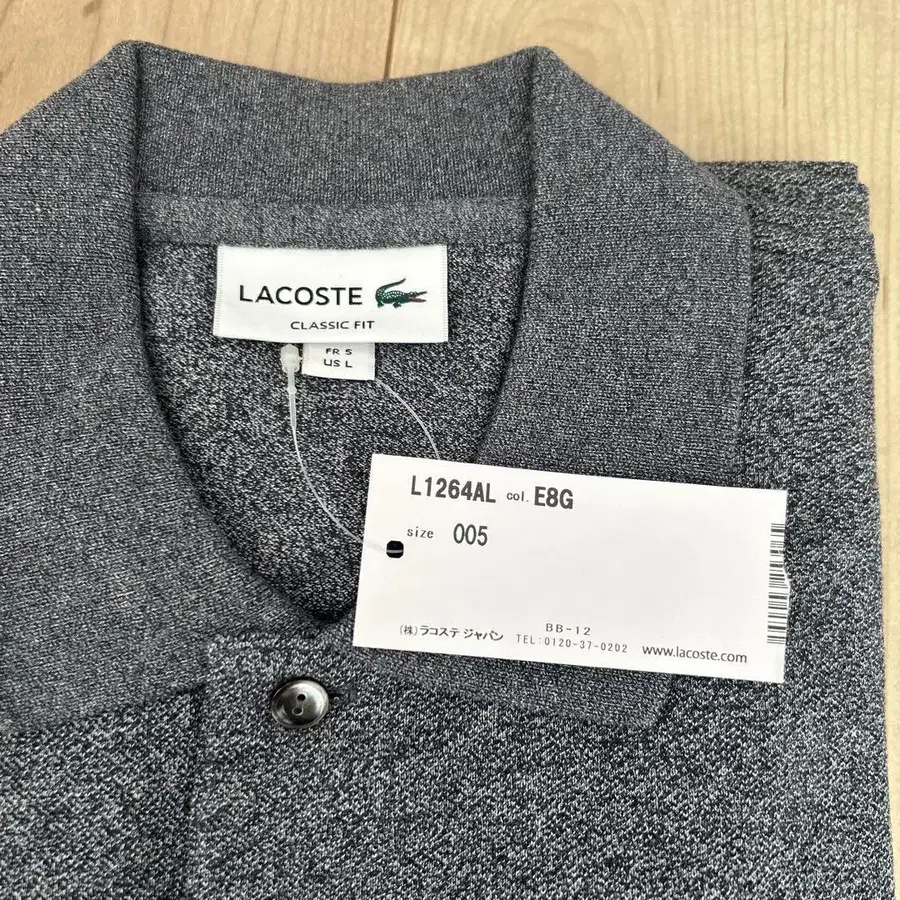 LACOSTE
CLASSIC FIT
FR S
US L
L1264AL col. E8G
size 005
BB-12
(株)ラコステ ジャパン TEL:0120-37-0202 www.lacoste.com